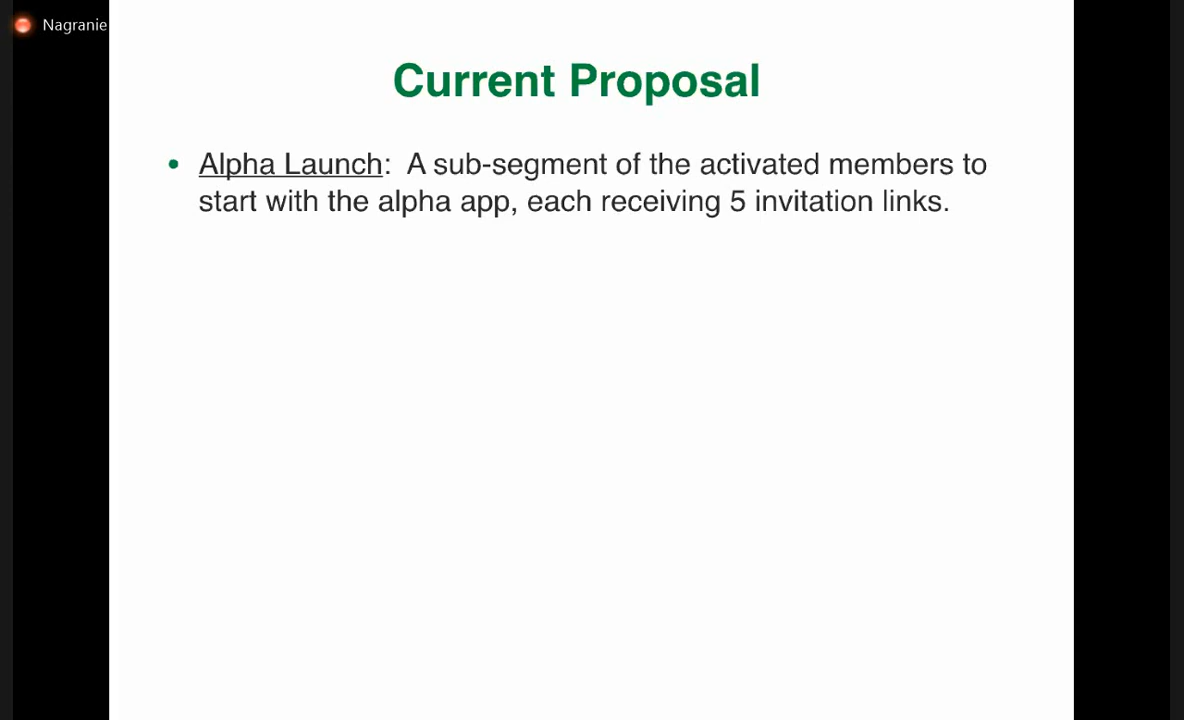 Nagranie
Current Proposal
• Alpha Launch: A sub-segment of the activated members to
start with the alpha app, each receiving 5 invitation links.